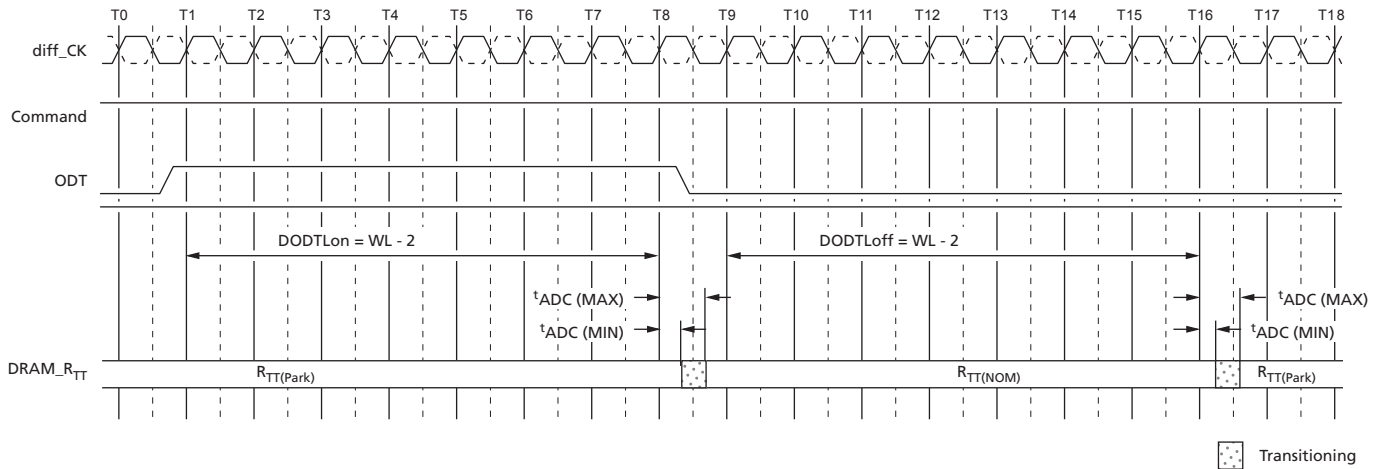 T0 T1 T2 T3 T4 T5 T6 T7 T8 T9 T10 T11 T12 T13 T14 T15 T16 T17 T18
diff_CK
Command
ODT
DODTLon = WL - 2 DODTLoff = WL - 2
tADC (MAX) tADC (MAX)
tADC (MIN) tADC (MIN)
DRAM_RTT RTT(Park) RTT(NOM) RTT(Park)
Transitioning